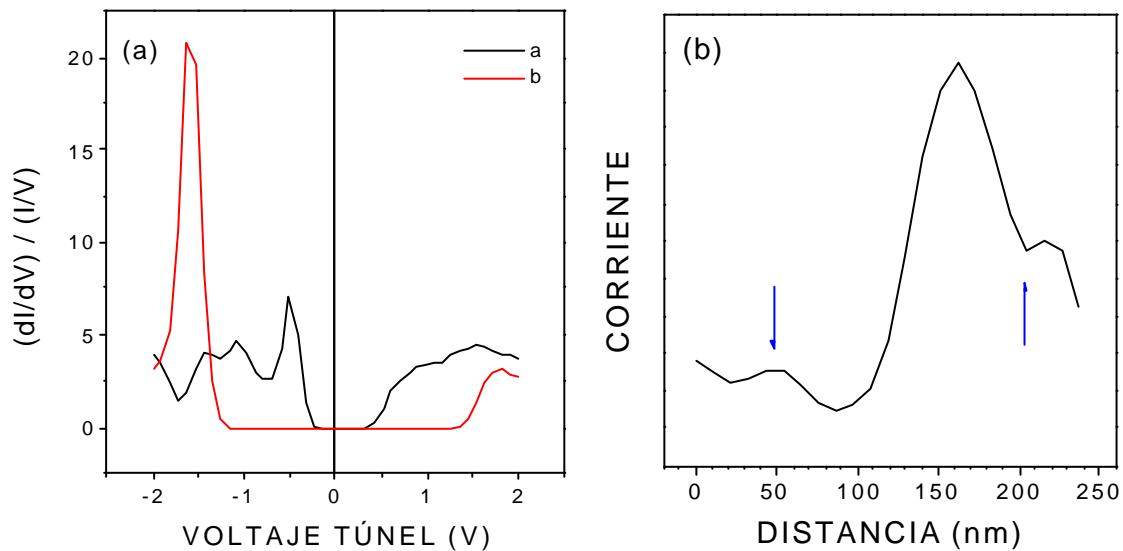 (a)
a
b
20
15
10
5
0
(dI/dV) / (I/V)
-2 -1 0 1 2
VOLTAJE TÚNEL (V)
(b)
CORRIENTE
0 50 100 150 200 250
DISTANCIA (nm)